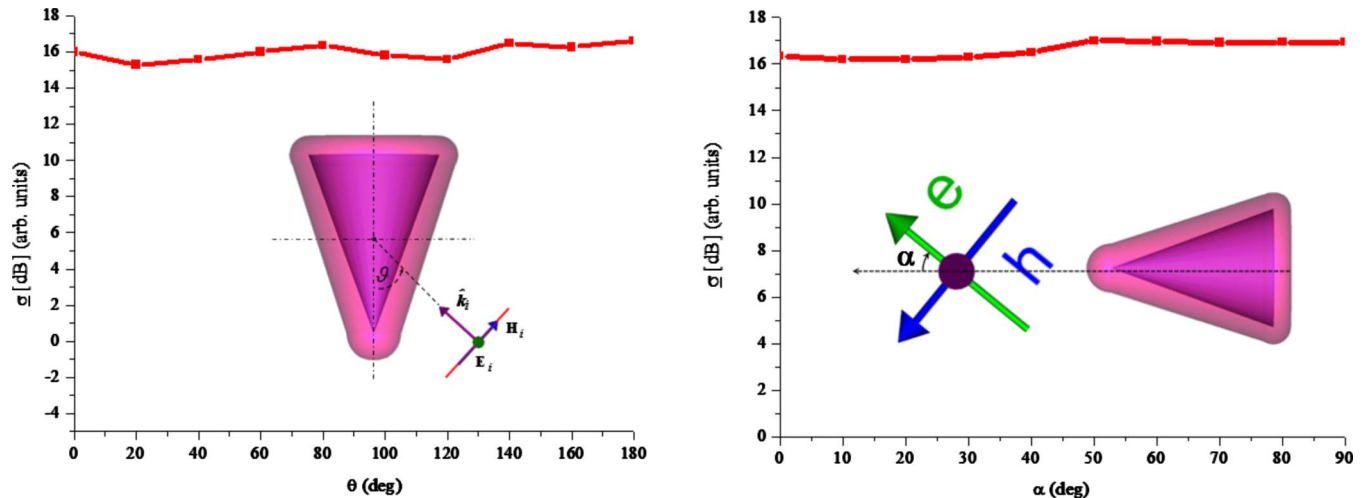 18
16
14
12
10
8
6
4
2
0
-2
-4
σ [dB] (arb. units)
ϑ
k̂i
Hi
Ei
0 20 40 60 80 100 120 140 160 180
θ (deg)
18
16
14
12
10
8
6
4
2
0
σ [dB] (arb. units)
e
α
h
0 10 20 30 40 50 60 70 80 90
α (deg)